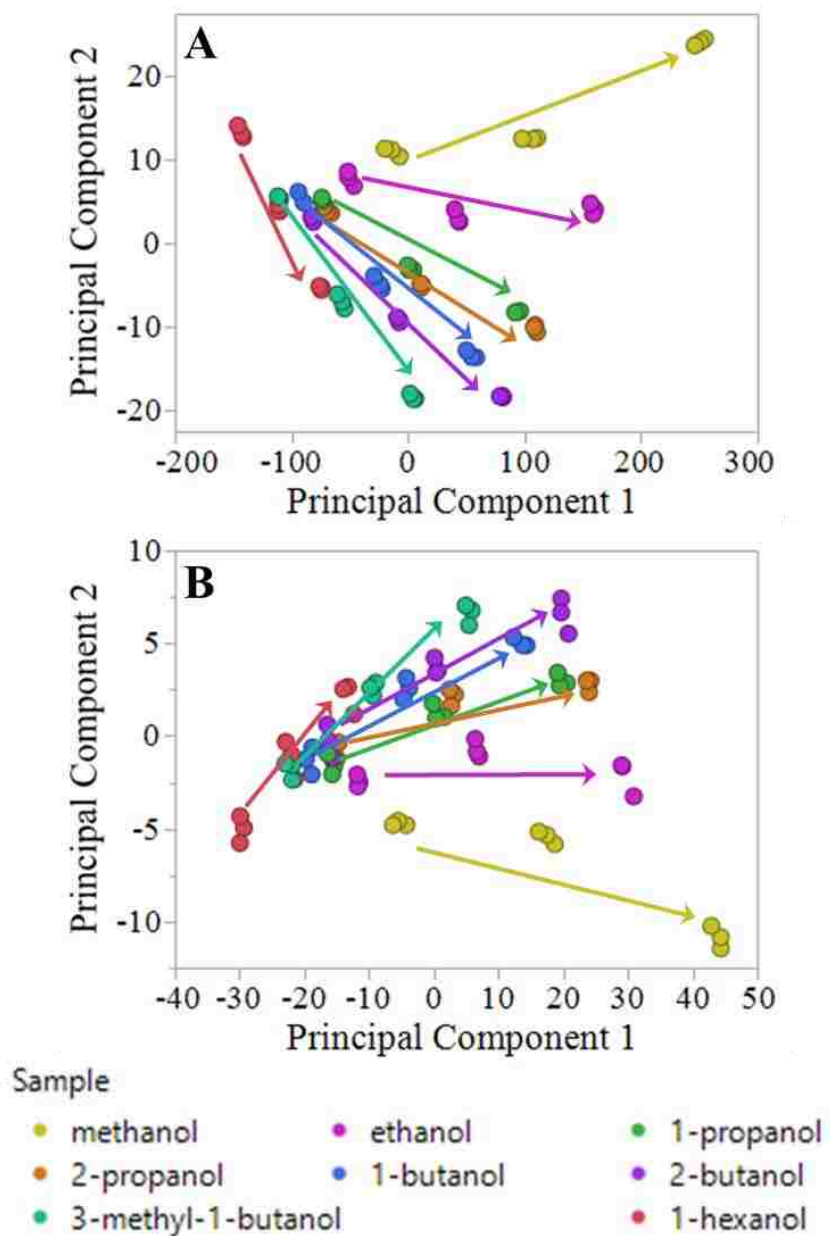 A
20
10
0
-10
-20
Principal Component 2
-200 -100 0 100 200 300
Principal Component 1
B
10
5
0
-5
-10
Principal Component 2
-40 -30 -20 -10 0 10 20 30 40 50
Principal Component 1
Sample
methanol ethanol 1-propanol
2-propanol 1-butanol 2-butanol
3-methyl-1-butanol 1-hexanol